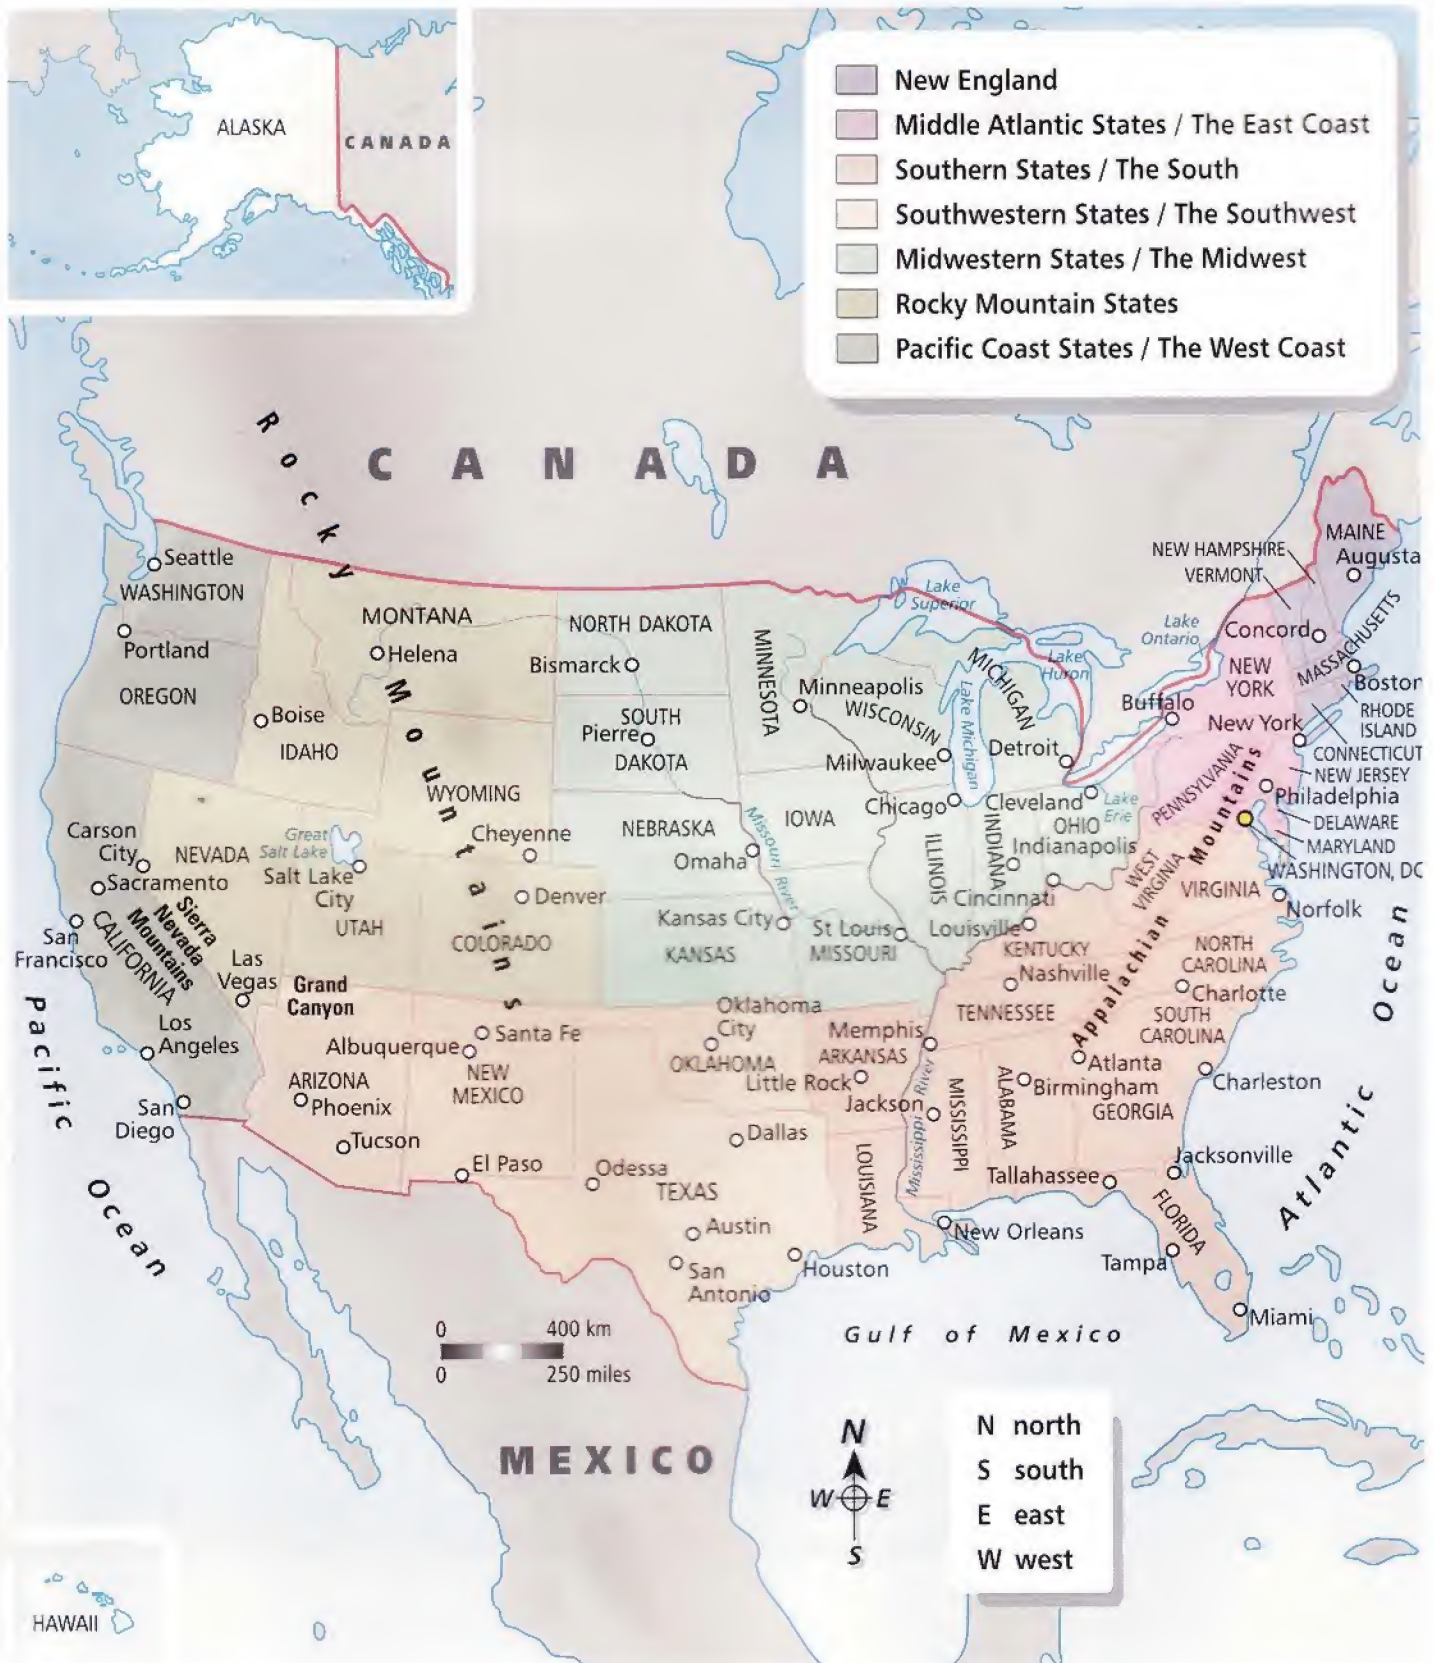 ALASKA
CANADA
New England
Middle Atlantic States / The East Coast
Southern States / The South
Southwestern States / The Southwest
Midwestern States / The Midwest
Rocky Mountain States
Pacific Coast States / The West Coast
CANADA
Rocky Mountains
Seattle
WASHINGTON
Portland
OREGON
MONTANA
Helena
Boise
IDAHO
WYOMING
Cheyenne
NORTH DAKOTA
Bismarck
SOUTH
Pierre
DAKOTA
MINNESOTA
Minneapolis
WISCONSIN
Milwaukee
MICHIGAN
Detroit
Lake
Superior
Lake
Huron
Lake Michigan
Lake
Ontario
Lake
Erie
NEW HAMPSHIRE
VERMONT
MAINE
Augusta
Concord
MASSACHUSETTS
Boston
RHODE
ISLAND
CONNECTICUT
NEW JERSEY
NEW
YORK
Buffalo
New York
PENNSYLVANIA
Philadelphia
DELAWARE
MARYLAND
WASHINGTON, DC
Carson
City
NEVADA
Great
Salt Lake
Salt Lake
City
UTAH
Sacramento
San
Francisco
CALIFORNIA
Sierra
Nevada
Mountains
Las
Vegas
Grand
Canyon
Los
Angeles
San
Diego
Denver
COLORADO
NEBRASKA
Omaha
IOWA
Missouri River
Chicago
ILLINOIS
INDIANA
Cleveland
OHIO
Indianapolis
Cincinnati
Kansas City
KANSAS
St Louis
MISSOURI
Louisville
KENTUCKY
WEST
VIRGINIA
VIRGINIA
Norfolk
Appalachian Mountains
Nashville
TENNESSEE
NORTH
CAROLINA
Charlotte
SOUTH
CAROLINA
Charleston
Santa Fe
Albuquerque
NEW
MEXICO
ARIZONA
Phoenix
Tucson
El Paso
Oklahoma
City
OKLAHOMA
Memphis
ARKANSAS
Little Rock
Mississippi River
Jackson
MISSISSIPPI
ALABAMA
Birmingham
Atlanta
GEORGIA
Dallas
Odessa
TEXAS
Austin
San
Antonio
Houston
LOUISIANA
New Orleans
Tallahassee
Jacksonville
FLORIDA
Tampa
Miami
Pacific Ocean
Atlantic Ocean
Gulf of Mexico
0 400 km
0 250 miles
MEXICO
N
W E
S
N north
S south
E east
W west
HAWAII